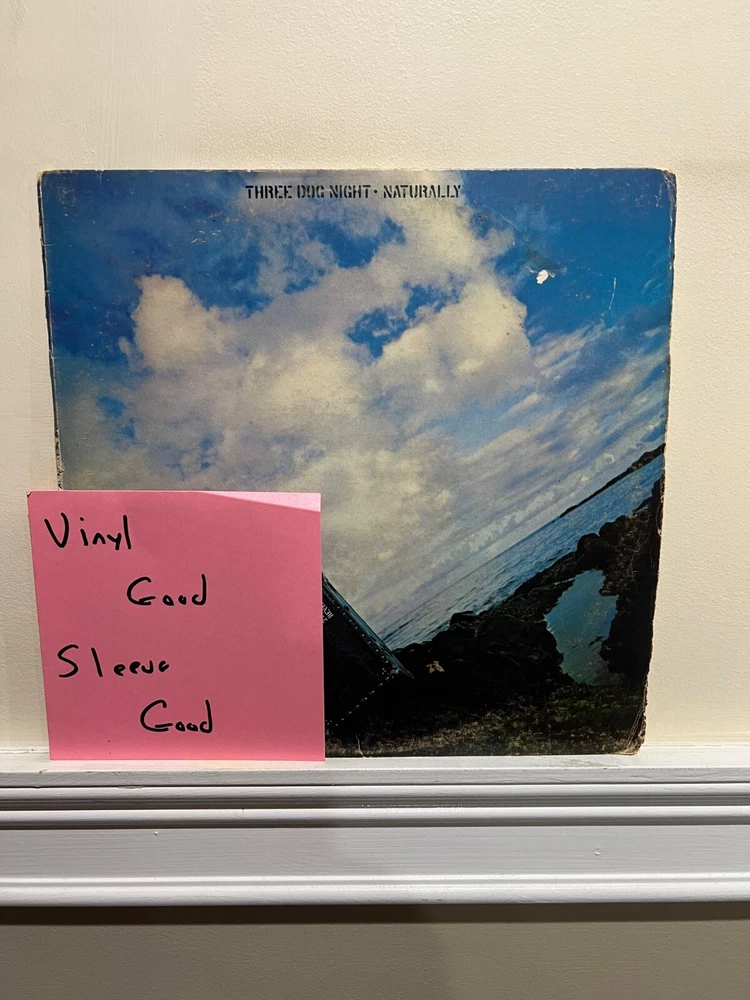 THREE DOG NIGHT • NATURALLY
Vinyl
Good
Sleeve
Good